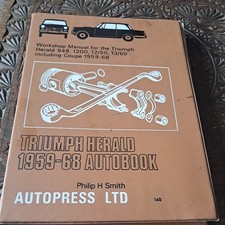 Workshop Manual for the Triumph
Herald 948, 1200, 12/50, 13/60
including Coupe 1959-68
TRIUMPH HERALD
1959-68 AUTOBOOK
Philip H Smith
AUTOPRESS LTD
140